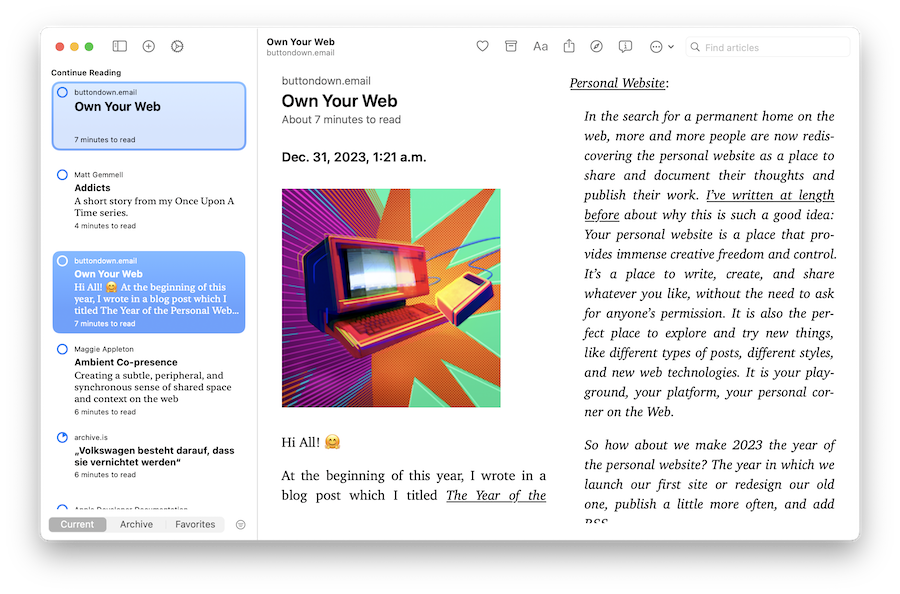 Continue Reading
buttondown.email
Own Your Web
7 minutes to read
Matt Gemmell
Addicts
A short story from my Once Upon A
Time series.
4 minutes to read
buttondown.email
Own Your Web
Hi All! 🤗 At the beginning of this
year, I wrote in a blog post which I
titled The Year of the Personal Web...
7 minutes to read
Maggie Appleton
Ambient Co-presence
Creating a subtle, peripheral, and
synchronous sense of shared space
and context on the web
6 minutes to read
archive.is
„Volkswagen besteht darauf, dass
sie vernichtet werden“
6 minutes to read
Apple Developer Documentation
Current
Archive
Favorites
Own Your Web
buttondown.email
Aa
Find articles
buttondown.email
Own Your Web
About 7 minutes to read
Dec. 31, 2023, 1:21 a.m.
Hi All! 🤗
At the beginning of this year, I wrote in a
blog post which I titled The Year of the
Personal Website:
In the search for a permanent home on the
web, more and more people are now redis-
covering the personal website as a place to
share and document their thoughts and
publish their work. I’ve written at length
before about why this is such a good idea:
Your personal website is a place that pro-
vides immense creative freedom and control.
It’s a place to write, create, and share
whatever you like, without the need to ask
for anyone’s permission. It is also the per-
fect place to explore and try new things,
like different types of posts, different styles,
and new web technologies. It is your play-
ground, your platform, your personal cor-
ner on the Web.
So how about we make 2023 the year of
the personal website? The year in which we
launch our first site or redesign our old
one, publish a little more often, and add
RSS